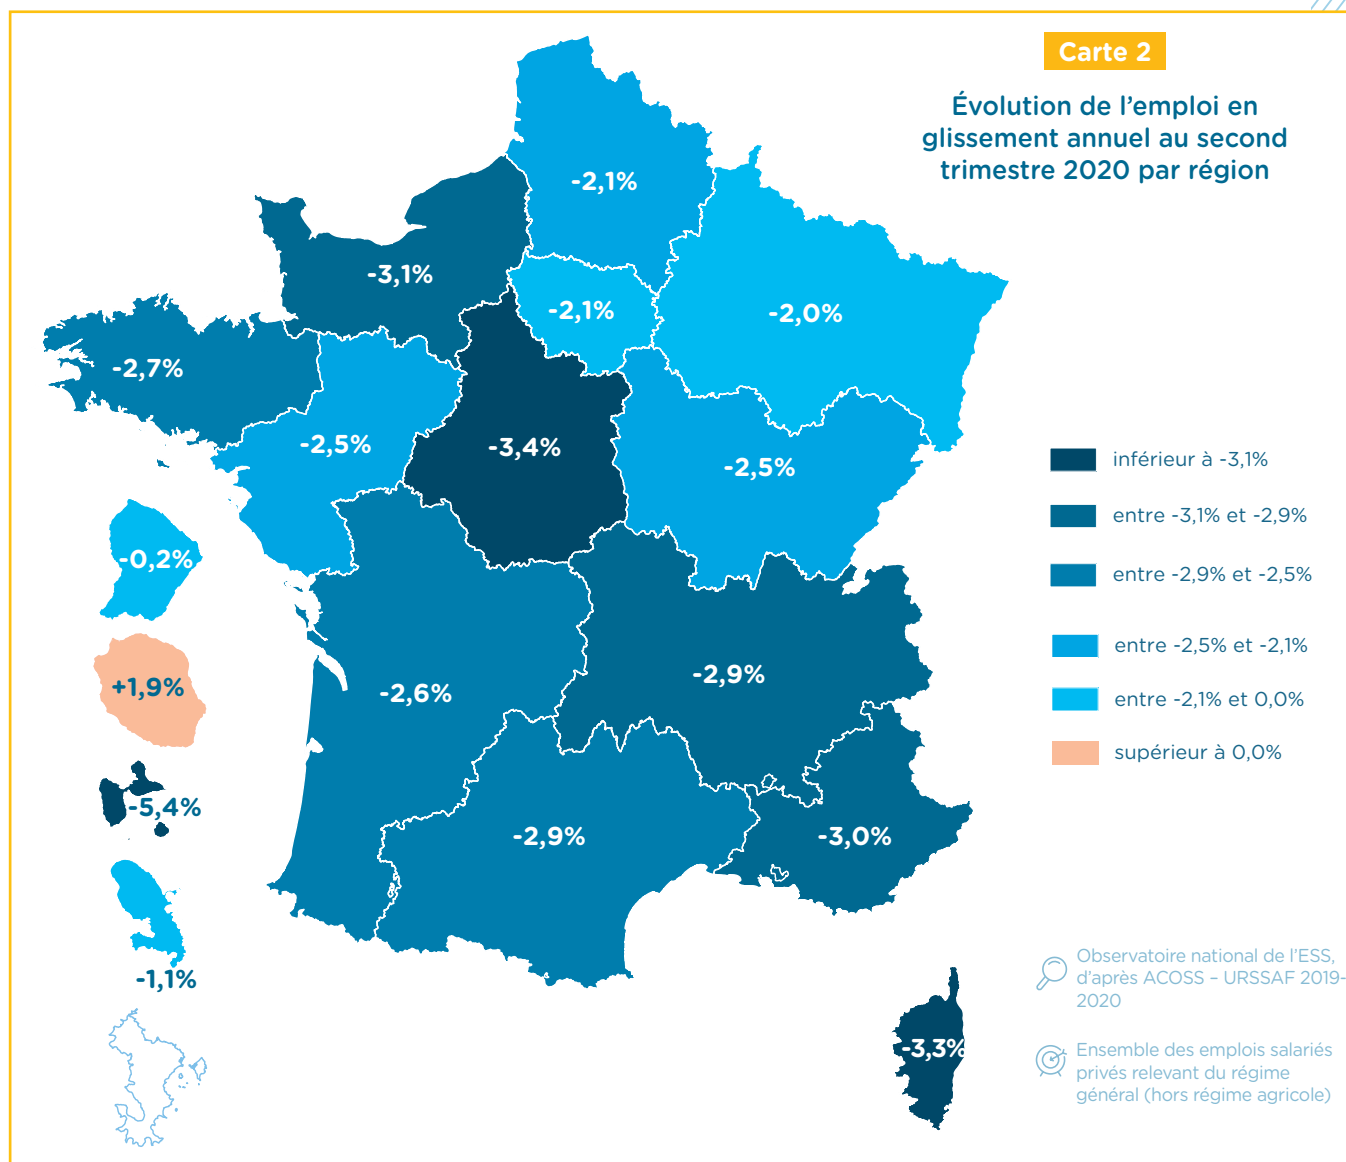 Carte 2
Évolution de l'emploi en
glissement annuel au second
trimestre 2020 par région
-2,1%
-3,1%
-2,1%
-2,0%
-2,7%
-2,5%
-3,4%
-2,5%
-0,2%
+1,9%
-2,6%
-2,9%
-5,4%
-2,9%
-3,0%
-1,1%
-3,3%
inférieur à -3,1%
entre -3,1% et -2,9%
entre -2,9% et -2,5%
entre -2,5% et -2,1%
entre -2,1% et 0,0%
supérieur à 0,0%
Observatoire national de l'ESS,
d'après ACOSS – URSSAF 2019-
2020
Ensemble des emplois salariés
privés relevant du régime
général (hors régime agricole)